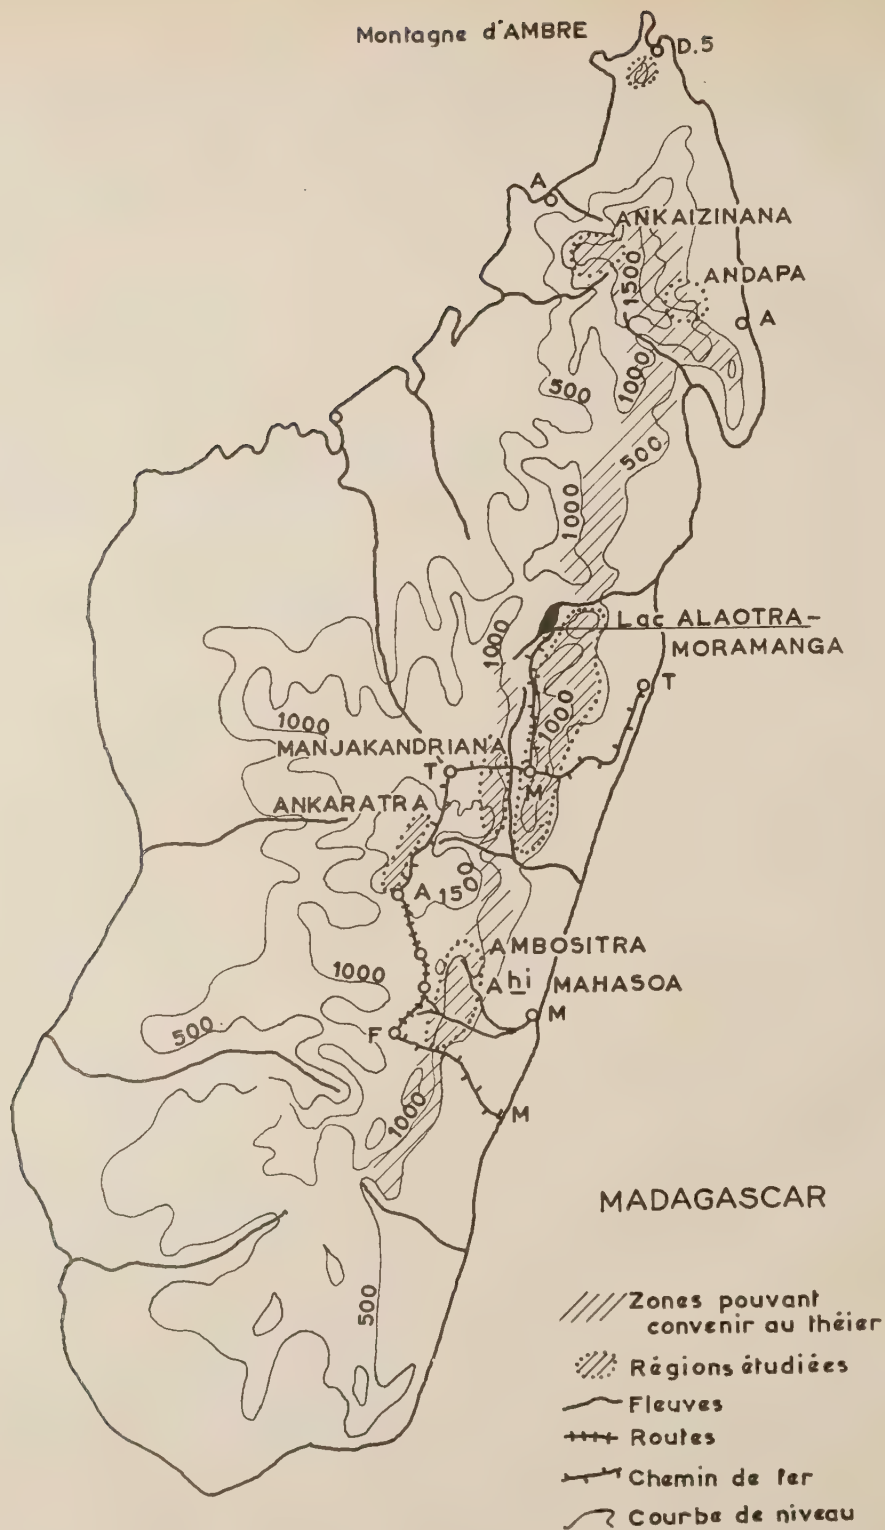 Montagne d'AMBRE
D.S
A
ANKAIZINANA
1500
ANDAPA
A
1000
500
500
1000
Lac ALAOTRA-
MORAMANGA
1000
T
1000
1000
MANJAKANDRIANA
T
M
ANKARATRA
A
1500
AMBOSITRA
1000
Ahi MAHASOA
M
500
F
1000
M
MADAGASCAR
500
Zones pouvant
convenir au théier
Régions étudiées
Fleuves
Routes
Chemin de fer
Courbe de niveau